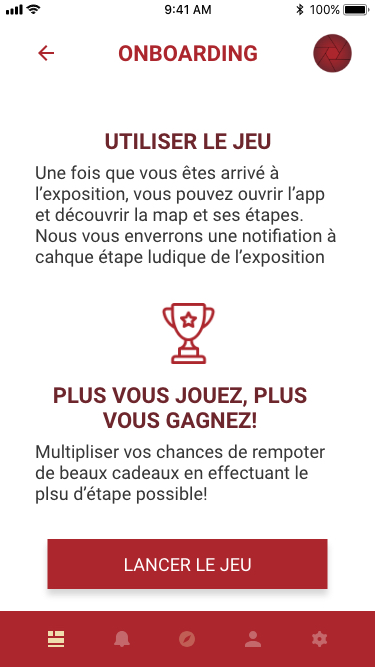 9:41 AM 100%
ONBOARDING
UTILISER LE JEU
Une fois que vous êtes arrivé à
l'exposition, vous pouvez ouvrir l'app
et découvrir la map et ses étapes.
Nous vous enverrons une notifiation à
cahque étape ludique de l'exposition
PLUS VOUS JOUEZ, PLUS
VOUS GAGNEZ!
Multipliser vos chances de rempoter
de beaux cadeaux en effectuant le
plsu d'étape possible!
LANCER LE JEU